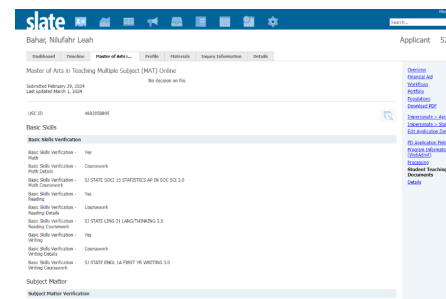 slate
Search...
Bahar, Nilufahr Leah
Applicant
Dashboard Timeline Master of Arts i... Profile Materials Inquiry Information Details
Master of Arts in Teaching Multiple Subject (MAT) Online
No decision on file.
Submitted February 29, 2024
Last updated March 1, 2024
USC ID
Basic Skills
Basic Skills Verification
Basic Skills Verification - Math Yes
Basic Skills Verification - Math Details Coursework
Basic Skills Verification - Math Coursework SJ STATE SOCI 15 STATISTICS AP IN SOC SCI 3.0
Basic Skills Verification - Reading Yes
Basic Skills Verification - Reading Details Coursework
Basic Skills Verification - Reading Coursework SJ STATE LING 21 LANG/THINKING 3.0
Basic Skills Verification - Writing Yes
Basic Skills Verification - Writing Details Coursework
Basic Skills Verification - Writing Coursework SJ STATE ENGL 1A FIRST YR WRITING 3.0
Subject Matter
Subject Matter Verification
Overview
Financial Aid
Workflows
Portfolio
Populations
Download PDF
Impersonate
Impersonate
Edit Application
Program
(WebAdmit)
Processing
Student Teaching
Documents
Details